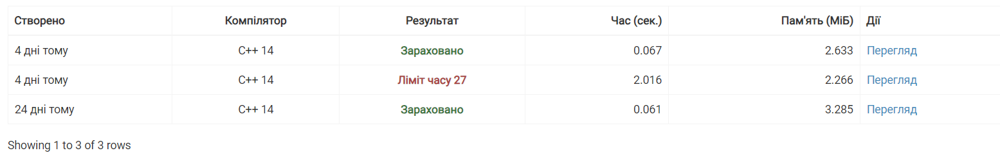 Створено Компілятор Результат Час (сек.) Пам'ять (МіБ) Дії
4 дні тому C++ 14 Зараховано 0.067 2.633 Перегляд
4 дні тому C++ 14 Ліміт часу 27 2.016 2.266 Перегляд
24 дні тому C++ 14 Зараховано 0.061 3.285 Перегляд
Showing 1 to 3 of 3 rows